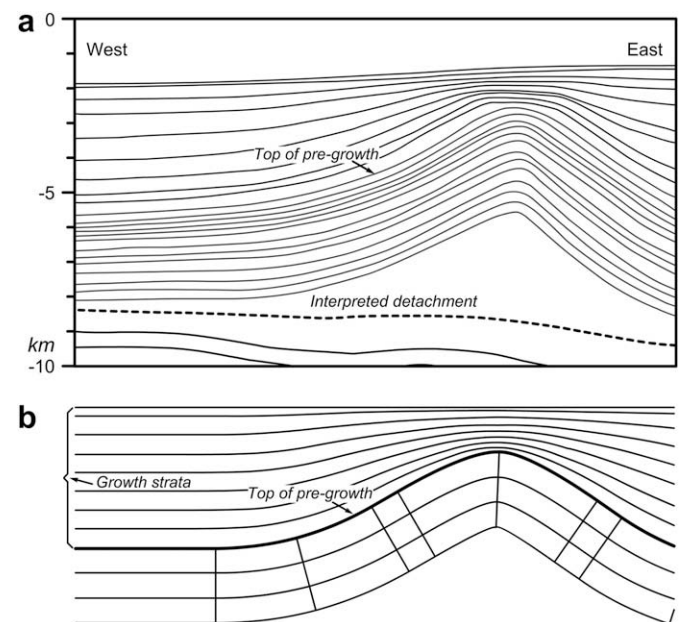 a
0
West
East
Top of pre-growth
-5
Interpreted detachment
km
-10
b
Growth strata
Top of pre-growth